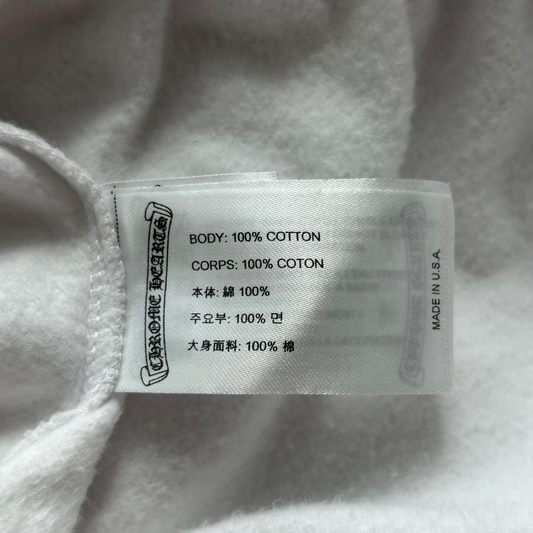 CHROME HEARTS
BODY: 100% COTTON
CORPS: 100% COTON
本体: 綿 100%
주요부: 100% 면
大身面料: 100% 棉
MADE IN U.S.A.